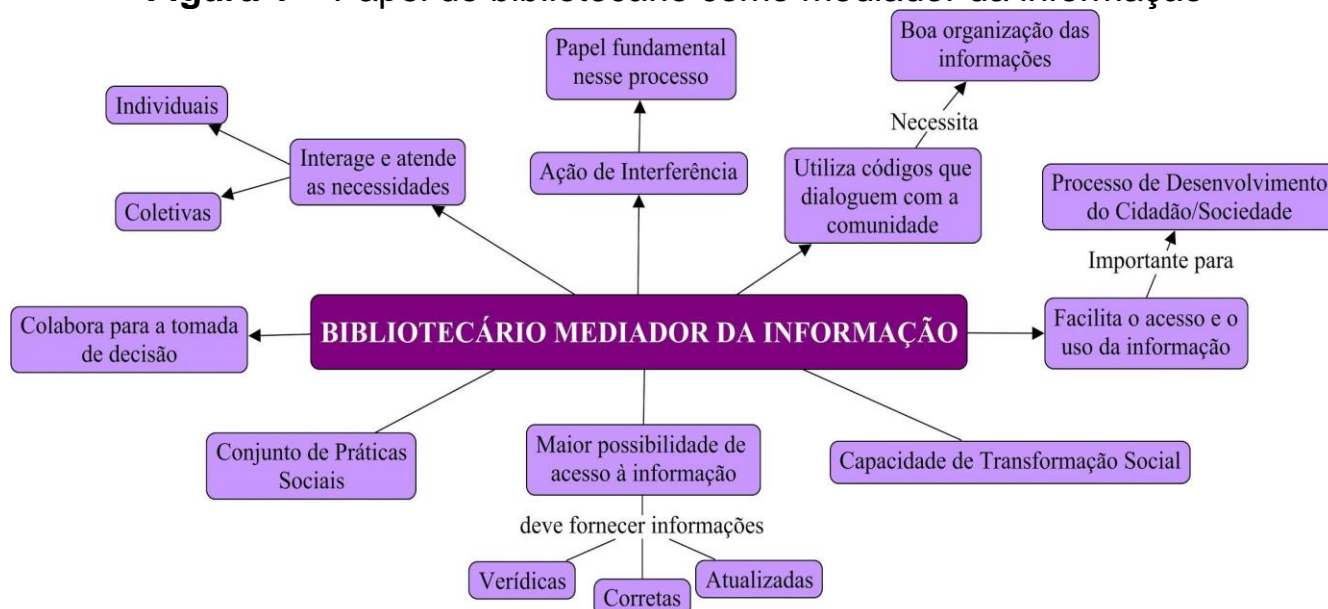 Papel do bibliotecário como mediador da informação
Papel fundamental
nesse processo
Boa organização das
informações
Individuais
Necessita
Interage e atende
as necessidades
Ação de Interferência
Utiliza códigos que
dialoguem com a
comunidade
Processo de Desenvolvimento
do Cidadão/Sociedade
Coletivas
Importante para
Colabora para a tomada
de decisão
BIBLIOTECÁRIO MEDIADOR DA INFORMAÇÃO
Facilita o acesso e o
uso da informação
Conjunto de Práticas
Sociais
Maior possibilidade de
acesso à informação
Capacidade de Transformação Social
deve fornecer informações
Verídicas
Corretas
Atualizadas